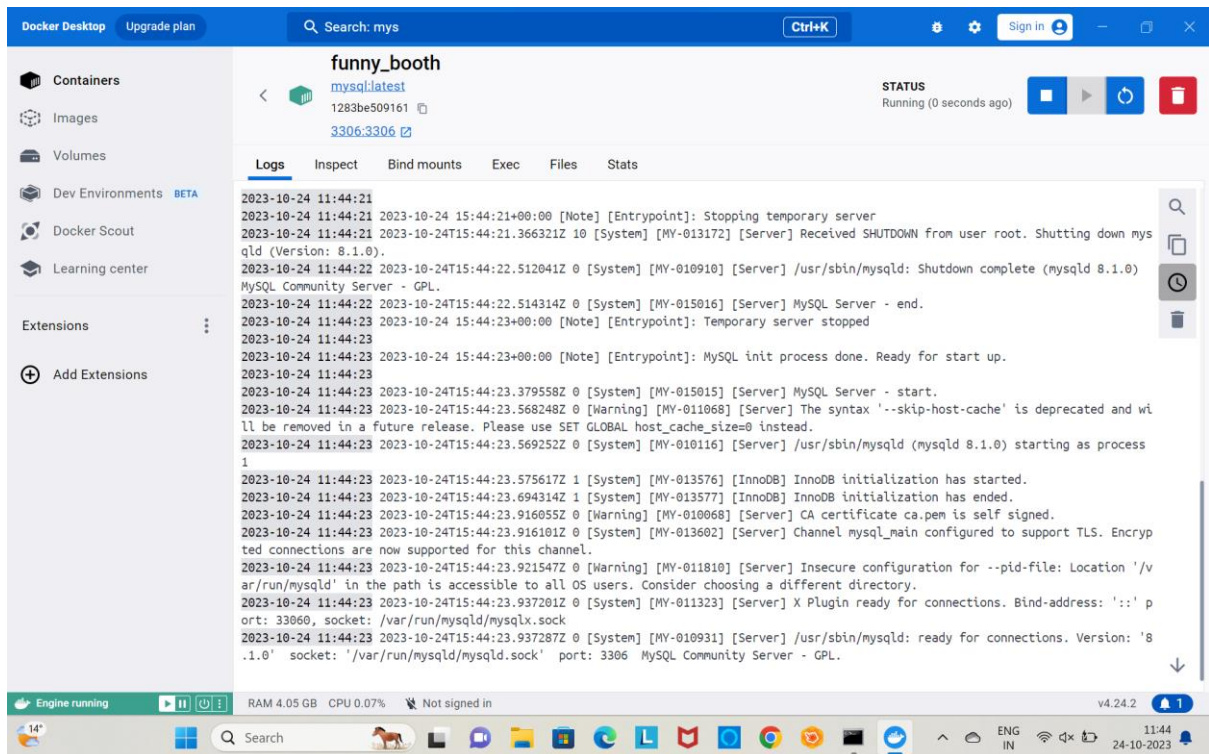 Docker Desktop Upgrade plan Search: mys Ctrl+K Sign in
Containers
Images
Volumes
Dev Environments BETA
Docker Scout
Learning center
Extensions
Add Extensions
funny_booth
mysql:latest
1283be509161
3306:3306
STATUS
Running (0 seconds ago)
Logs Inspect Bind mounts Exec Files Stats
2023-10-24 11:44:21
2023-10-24 11:44:21 2023-10-24 15:44:21+00:00 [Note] [Entrypoint]: Stopping temporary server
2023-10-24 11:44:21 2023-10-24T15:44:21.366321Z 10 [System] [MY-013172] [Server] Received SHUTDOWN from user root. Shutting down mys
qld (Version: 8.1.0).
2023-10-24 11:44:22 2023-10-24T15:44:22.512041Z 0 [System] [MY-010910] [Server] /usr/sbin/mysqld: Shutdown complete (mysqld 8.1.0)
MySQL Community Server - GPL.
2023-10-24 11:44:22 2023-10-24T15:44:22.514314Z 0 [System] [MY-015016] [Server] MySQL Server - end.
2023-10-24 11:44:23 2023-10-24 15:44:23+00:00 [Note] [Entrypoint]: Temporary server stopped
2023-10-24 11:44:23
2023-10-24 11:44:23 2023-10-24 15:44:23+00:00 [Note] [Entrypoint]: MySQL init process done. Ready for start up.
2023-10-24 11:44:23
2023-10-24 11:44:23 2023-10-24T15:44:23.379558Z 0 [System] [MY-015015] [Server] MySQL Server - start.
2023-10-24 11:44:23 2023-10-24T15:44:23.568248Z 0 [Warning] [MY-011068] [Server] The syntax '--skip-host-cache' is deprecated and wi
ll be removed in a future release. Please use SET GLOBAL host_cache_size=0 instead.
2023-10-24 11:44:23 2023-10-24T15:44:23.569252Z 0 [System] [MY-010116] [Server] /usr/sbin/mysqld (mysqld 8.1.0) starting as process
1
2023-10-24 11:44:23 2023-10-24T15:44:23.575617Z 1 [System] [MY-013576] [InnoDB] InnoDB initialization has started.
2023-10-24 11:44:23 2023-10-24T15:44:23.694314Z 1 [System] [MY-013577] [InnoDB] InnoDB initialization has ended.
2023-10-24 11:44:23 2023-10-24T15:44:23.916055Z 0 [Warning] [MY-010068] [Server] CA certificate ca.pem is self signed.
2023-10-24 11:44:23 2023-10-24T15:44:23.916101Z 0 [System] [MY-013602] [Server] Channel mysql_main configured to support TLS. Encryp
ted connections are now supported for this channel.
2023-10-24 11:44:23 2023-10-24T15:44:23.921547Z 0 [Warning] [MY-011810] [Server] Insecure configuration for --pid-file: Location '/v
ar/run/mysqld' in the path is accessible to all OS users. Consider choosing a different directory.
2023-10-24 11:44:23 2023-10-24T15:44:23.937201Z 0 [System] [MY-011323] [Server] X Plugin ready for connections. Bind-address: '::' p
ort: 33060, socket: /var/run/mysqld/mysqlx.sock
2023-10-24 11:44:23 2023-10-24T15:44:23.937287Z 0 [System] [MY-010931] [Server] /usr/sbin/mysqld: ready for connections. Version: '8
.1.0' socket: '/var/run/mysqld/mysqld.sock' port: 3306 MySQL Community Server - GPL.
Engine running RAM 4.05 GB CPU 0.07% Not signed in v4.24.2 1
14° Search L L ENG 11:44
IN 24-10-2023